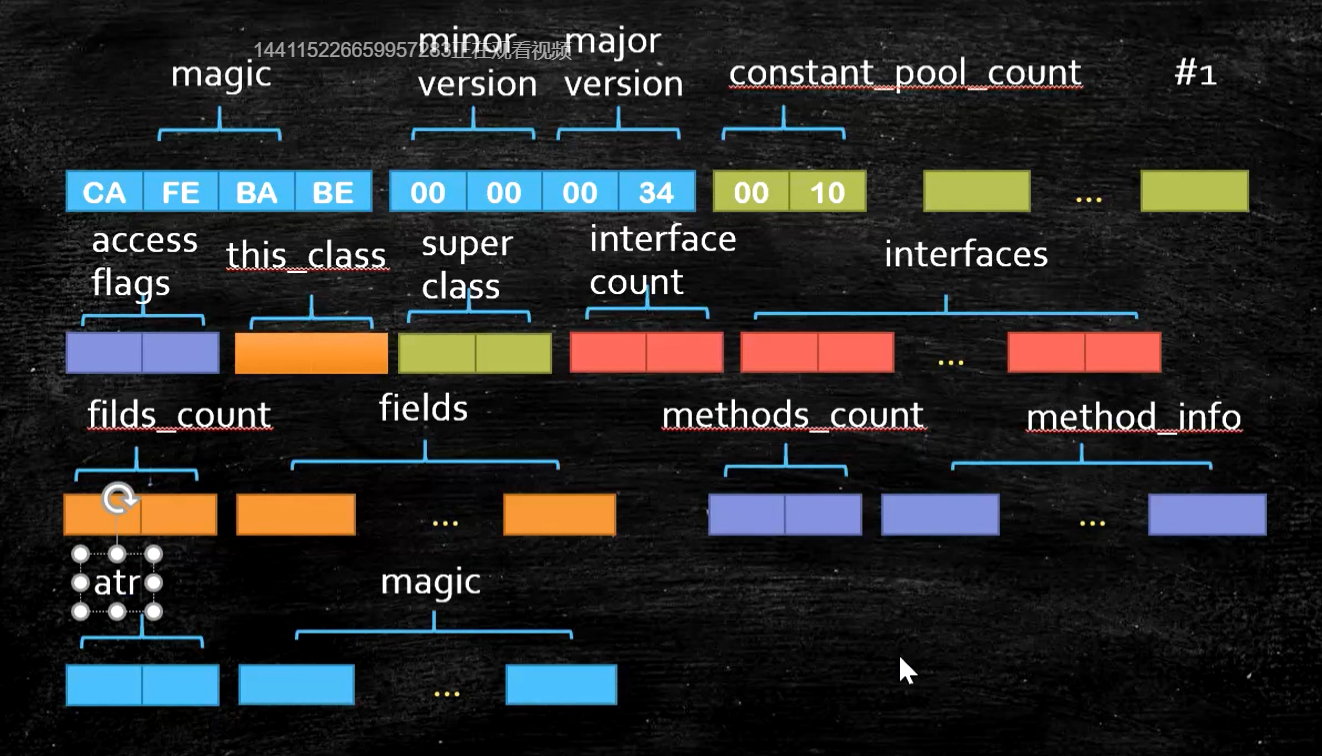 144115226659957283正在观看视频
magic
minor
version
major
version
constant_pool_count
#1
CA FE BA BE
00 00 00 34
00 10
...
access
flags
this_class
super
class
interface
count
interfaces
...
filds_count
fields
methods_count
method_info
...
...
atr
magic
...